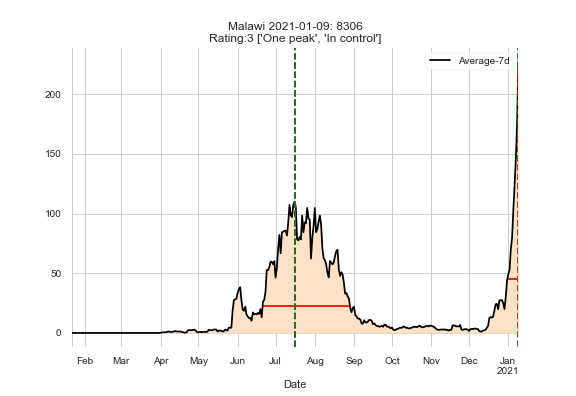 Malawi 2021-01-09: 8306
Rating:3 ['One peak', 'In control']
Average-7d
200
150
100
50
0
Feb Mar Apr May Jun Jul Aug Sep Oct Nov Dec Jan
2021
Date